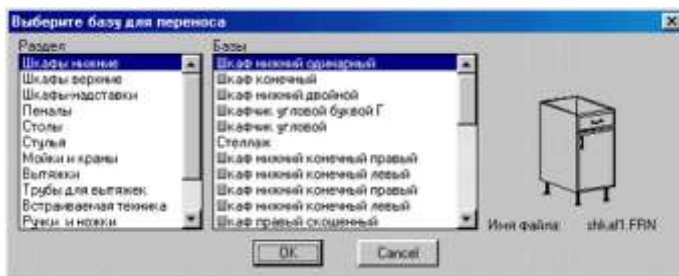 Выберите базу для переноса
Раздел
Базы
Шкафы нижние
Шкафы верхние
Шкафы-надставки
Пеналы
Столы
Стулья
Мойки и краны
Вытяжки
Трубы для вытяжек
Встраиваемая техника
Ручки и ножки
Шкаф нижний одинарный
Шкаф конечный
Шкаф нижний двойной
Шкафчик угловой буквой Г
Шкафчик угловой
Стеллаж
Шкаф нижний конечный правый
Шкаф нижний конечный левый
Шкаф нижний конечный правый
Шкаф нижний конечный левый
Шкаф правый скошенный
Имя файла: shkaf1.FRN
OK
Cancel